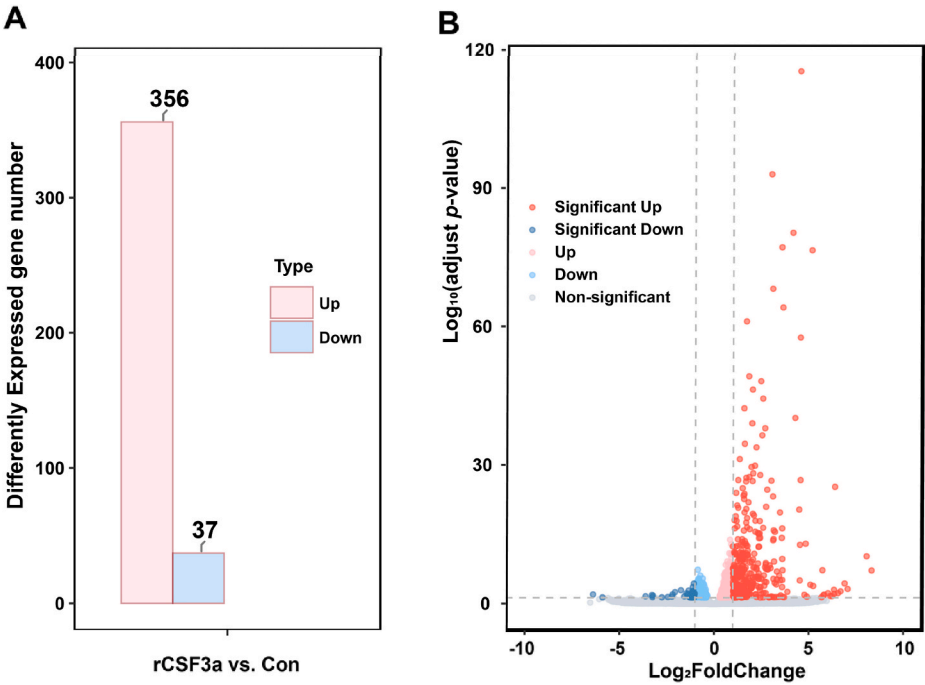 A
Differently Expressed gene number
400
300
200
100
0
356
37
Type
Up
Down
rCSF3a vs. Con
B
Log₁₀(adjust p-value)
120
90
60
30
0
Significant Up
Significant Down
Up
Down
Non-significant
-10
-5
0
5
10
Log₂FoldChange